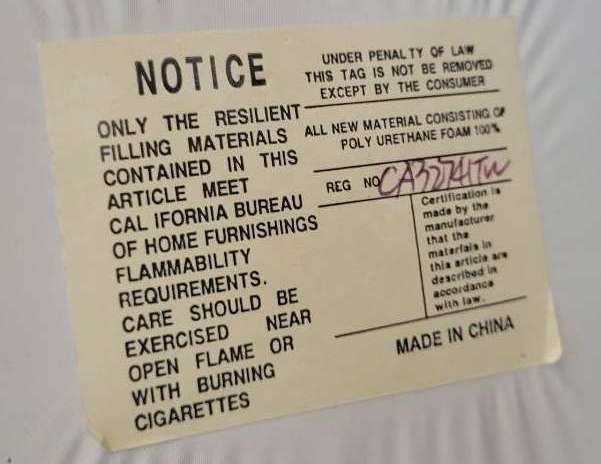 NOTICE
ONLY THE RESILIENT
FILLING MATERIALS
CONTAINED IN THIS
ARTICLE MEET
CAL IFORNIA BUREAU
OF HOME FURNISHINGS
FLAMMABILITY
REQUIREMENTS.
CARE SHOULD BE
EXERCISED NEAR
OPEN FLAME OR
WITH BURNING
CIGARETTES
UNDER PENALTY OF LAW
THIS TAG IS NOT BE REMOVED
EXCEPT BY THE CONSUMER
ALL NEW MATERIAL CONSISTING OF
POLY URETHANE FOAM 100%
REG NO
Certification is
made by the
manufacturer
that the
materials in
this article are
described in
accordance
with law.
MADE IN CHINA